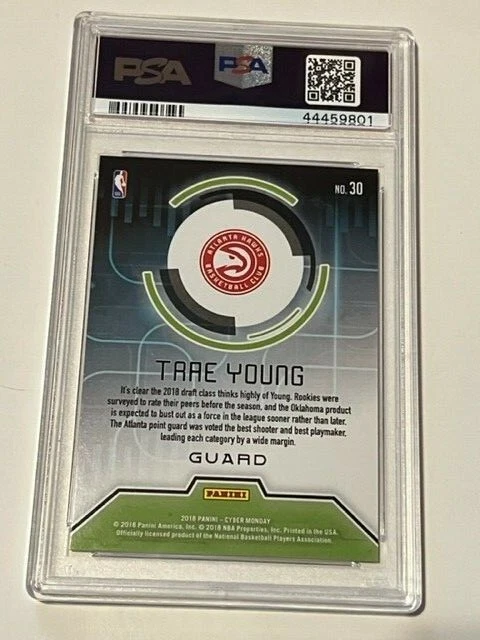 PSA
PSA
44459801
NO. 30
ATLANTA HAWKS
BASKETBALL CLUB
TRAE YOUNG
It's clear the 2018 draft class thinks highly of Young. Rookies were
surveyed to rate their peers before the season, and the Oklahoma product
is expected to bust out as a force in the league sooner rather than later.
The Atlanta point guard was voted the best shooter and best playmaker,
leading each category by a wide margin.
GUARD
PANINI
2018 PANINI – CYBER MONDAY
© 2018 Panini America, Inc. © 2018 NBA Properties, Inc. Printed in the USA.
Officially licensed product of the National Basketball Players Association.